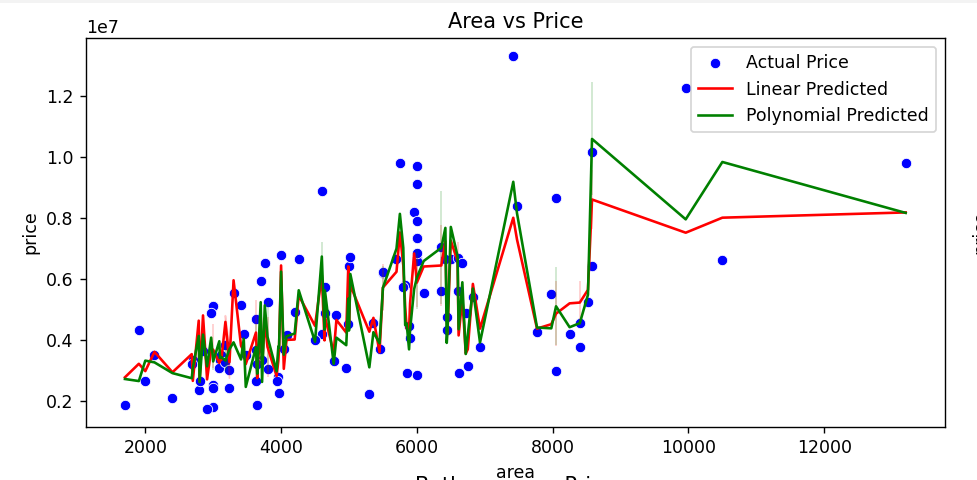 Area vs Price
1e7
Actual Price
Linear Predicted
Polynomial Predicted
1.2
1.0
0.8
0.6
0.4
0.2
price
2000 4000 6000 8000 10000 12000
area